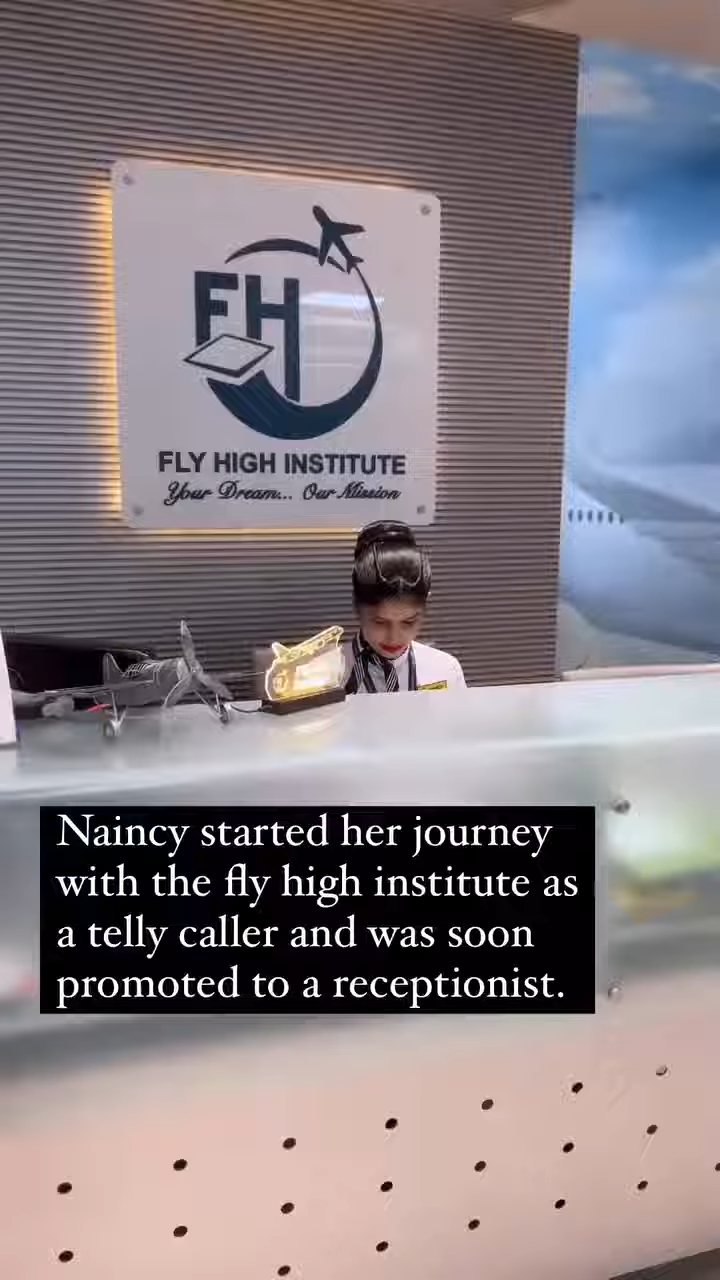 FH
FLY HIGH INSTITUTE
Your Dream... Our Mission
Naincy started her journey
with the fly high institute as
a telly caller and was soon
promoted to a receptionist.